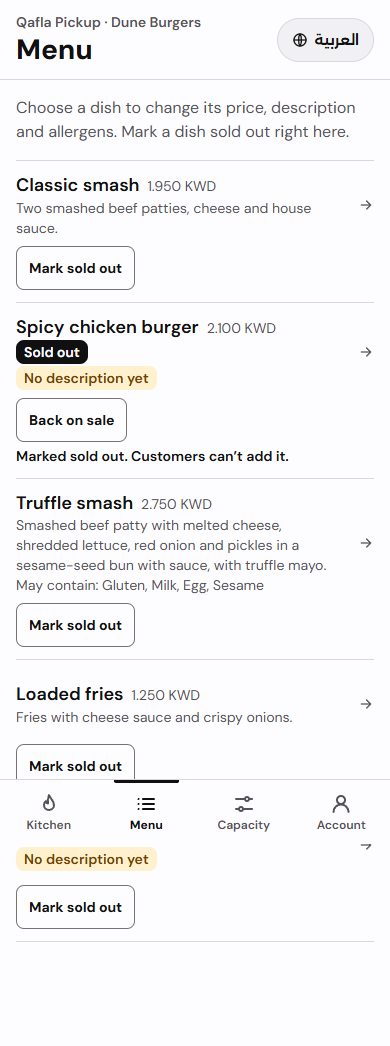 Qafla Pickup · Dune Burgers
Menu
العربية
Choose a dish to change its price, description
and allergens. Mark a dish sold out right here.
Classic smash 1.950 KWD
Two smashed beef patties, cheese and house
sauce.
Mark sold out
Spicy chicken burger 2.100 KWD
Sold out
No description yet
Back on sale
Marked sold out. Customers can’t add it.
Truffle smash 2.750 KWD
Smashed beef patty with melted cheese,
shredded lettuce, red onion and pickles in a
sesame-seed bun with sauce, with truffle mayo.
May contain: Gluten, Milk, Egg, Sesame
Mark sold out
Loaded fries 1.250 KWD
Fries with cheese sauce and crispy onions.
Mark sold out
Kitchen
Menu
Capacity
Account
No description yet
Mark sold out